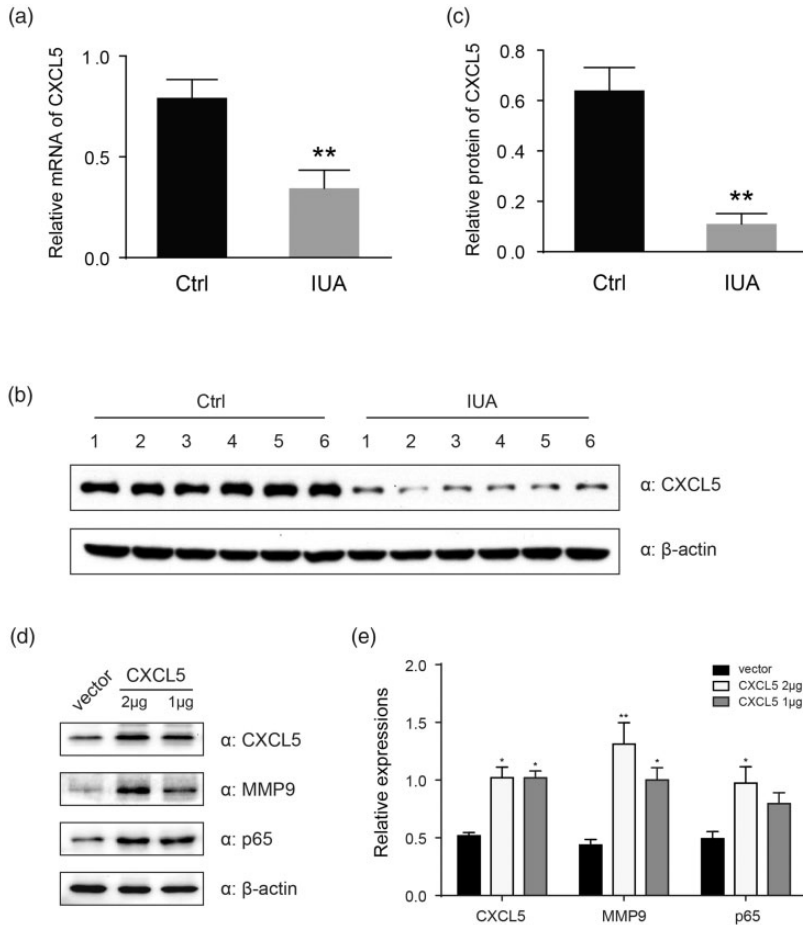 (a)
Relative mRNA of CXCL5
1.0
0.5
0.0
**
Ctrl
IUA
(c)
Relative protein of CXCL5
0.8
0.6
0.4
0.2
0.0
**
Ctrl
IUA
(b)
Ctrl IUA
1 2 3 4 5 6 1 2 3 4 5 6
α: CXCL5
α: β-actin
(d)
vector
CXCL5
2μg 1μg
α: CXCL5
α: MMP9
α: p65
α: β-actin
(e)
Relative expressions
2.0
1.5
1.0
0.5
0.0
vector
CXCL5 2μg
CXCL5 1μg
* *
** *
*
CXCL5 MMP9 p65